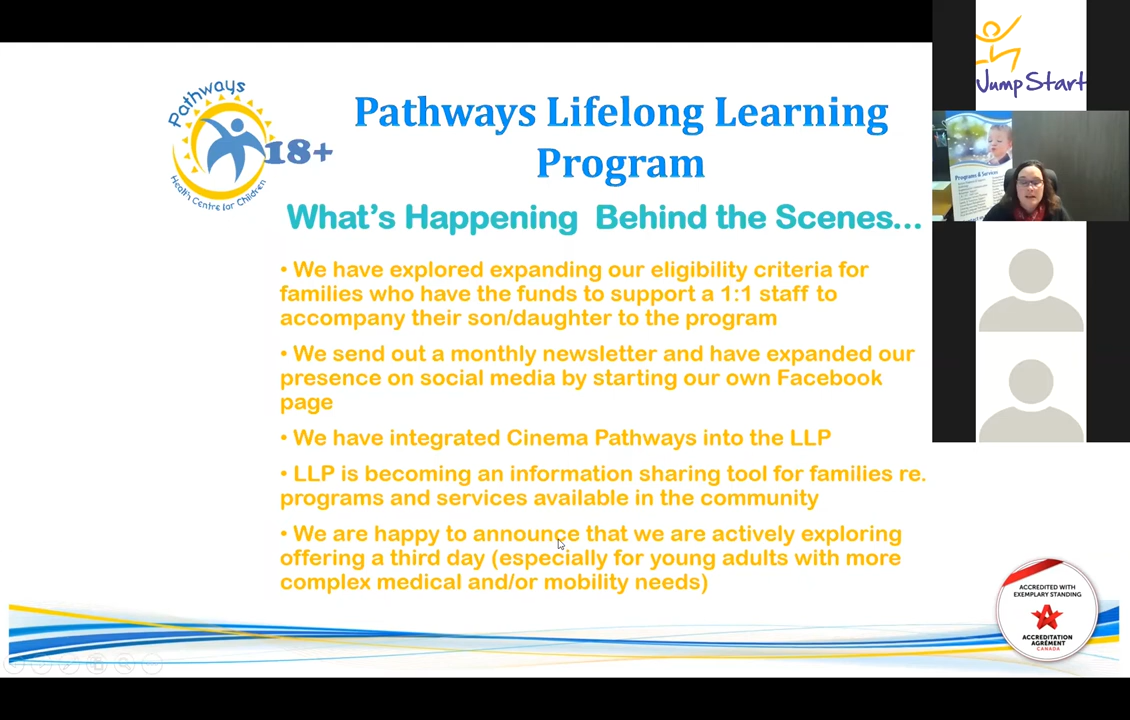 Pathways
18+
Health Centre for Children
Pathways Lifelong Learning
Program
What's Happening Behind the Scenes...
• We have explored expanding our eligibility criteria for
families who have the funds to support a 1:1 staff to
accompany their son/daughter to the program
• We send out a monthly newsletter and have expanded our
presence on social media by starting our own Facebook
page
• We have integrated Cinema Pathways into the LLP
• LLP is becoming an information sharing tool for families re.
programs and services available in the community
• We are happy to announce that we are actively exploring
offering a third day (especially for young adults with more
complex medical and/or mobility needs)
JumpStart
Programs & Services
ACCREDITED WITH
EXEMPLARY STANDING
ACCREDITATION
AGRÉMENT
CANADA